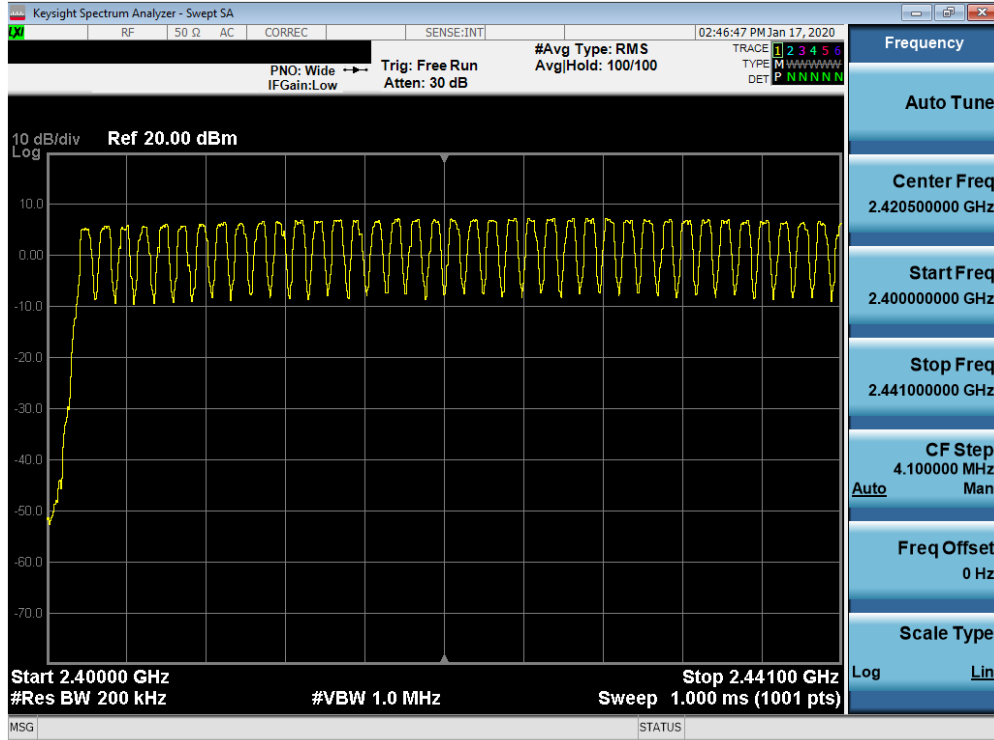 Keysight Spectrum Analyzer - Swept SA
LXI RF 50 Ω AC CORREC SENSE:INT 02:46:47 PM Jan 17, 2020
PNO: Wide
IFGain:Low
Trig: Free Run
Atten: 30 dB
#Avg Type: RMS
Avg|Hold: 100/100
TRACE 1 2 3 4 5 6
TYPE M WWWWW
DET P N N N N N
10 dB/div
Log
Ref 20.00 dBm
10.0
0.00
-10.0
-20.0
-30.0
-40.0
-50.0
-60.0
-70.0
Start 2.40000 GHz
Stop 2.44100 GHz
#Res BW 200 kHz
#VBW 1.0 MHz
Sweep 1.000 ms (1001 pts)
MSG
STATUS
Frequency
Auto Tune
Center Freq
2.420500000 GHz
Start Freq
2.400000000 GHz
Stop Freq
2.441000000 GHz
CF Step
4.100000 MHz
Auto Man
Freq Offset
0 Hz
Scale Type
Log Lin